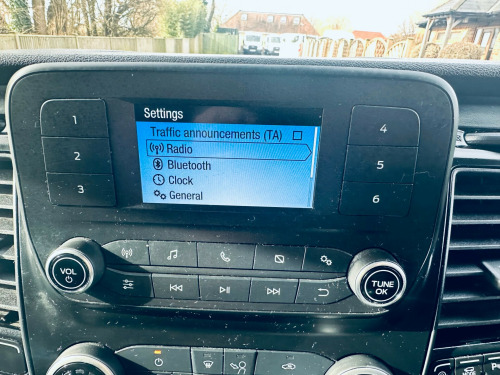 Settings
Traffic announcements (TA)
Radio
Bluetooth
Clock
General
1
2
3
4
5
6
VOL
TUNE
OK